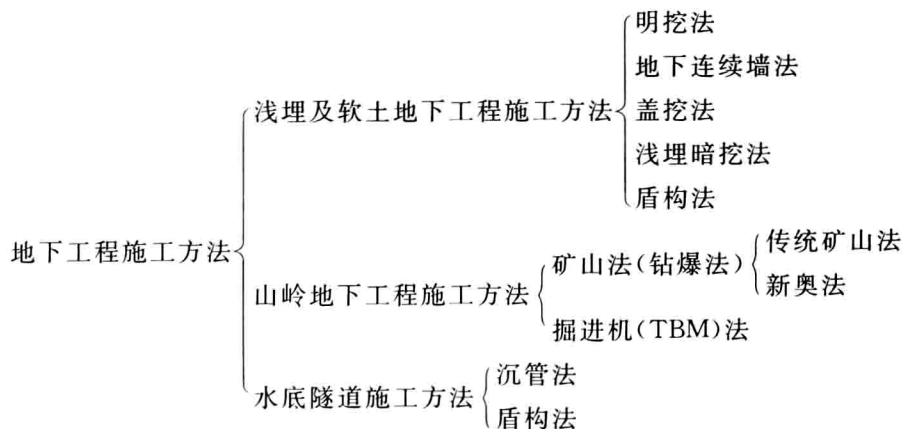 地下工程施工方法
浅埋及软土地下工程施工方法
明挖法
地下连续墙法
盖挖法
浅埋暗挖法
盾构法
山岭地下工程施工方法
矿山法(钻爆法)
传统矿山法
新奥法
掘进机(TBM)法
水底隧道施工方法
沉管法
盾构法